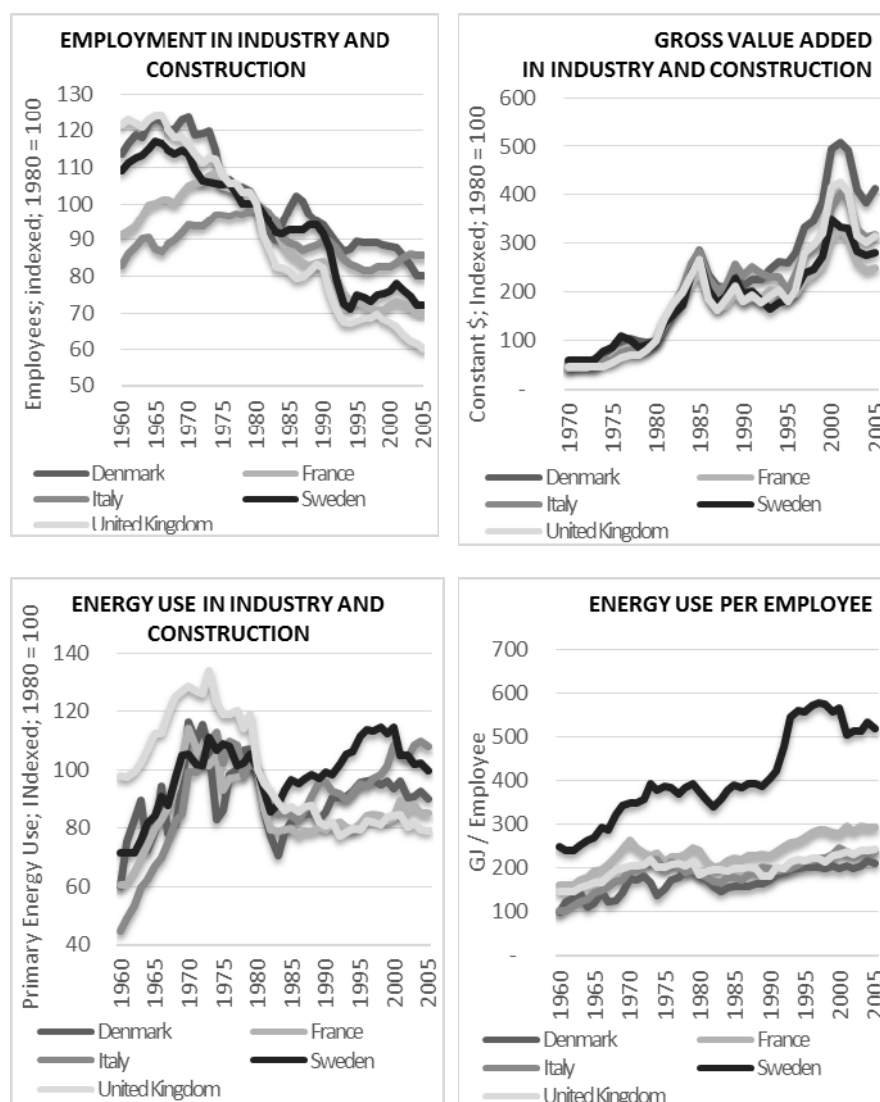 EMPLOYMENT IN INDUSTRY AND
CONSTRUCTION
Employees; indexed; 1980 = 100
130
120
110
100
90
80
70
60
50
1960
1965
1970
1975
1980
1985
1990
1995
2000
2005
Denmark
France
Italy
Sweden
United Kingdom
GROSS VALUE ADDED
IN INDUSTRY AND CONSTRUCTION
Constant $; Indexed; 1980 = 100
600
500
400
300
200
100
-
1970
1975
1980
1985
1990
1995
2000
2005
Denmark
France
Italy
Sweden
United Kingdom
ENERGY USE IN INDUSTRY AND
CONSTRUCTION
Primary Energy Use; INdexed; 1980 = 100
140
120
100
80
60
40
1960
1965
1970
1975
1980
1985
1990
1995
2000
2005
Denmark
France
Italy
Sweden
United Kingdom
ENERGY USE PER EMPLOYEE
GJ / Employee
700
600
500
400
300
200
100
-
1960
1965
1970
1975
1980
1985
1990
1995
2000
2005
Denmark
France
Italy
Sweden
United Kingdom